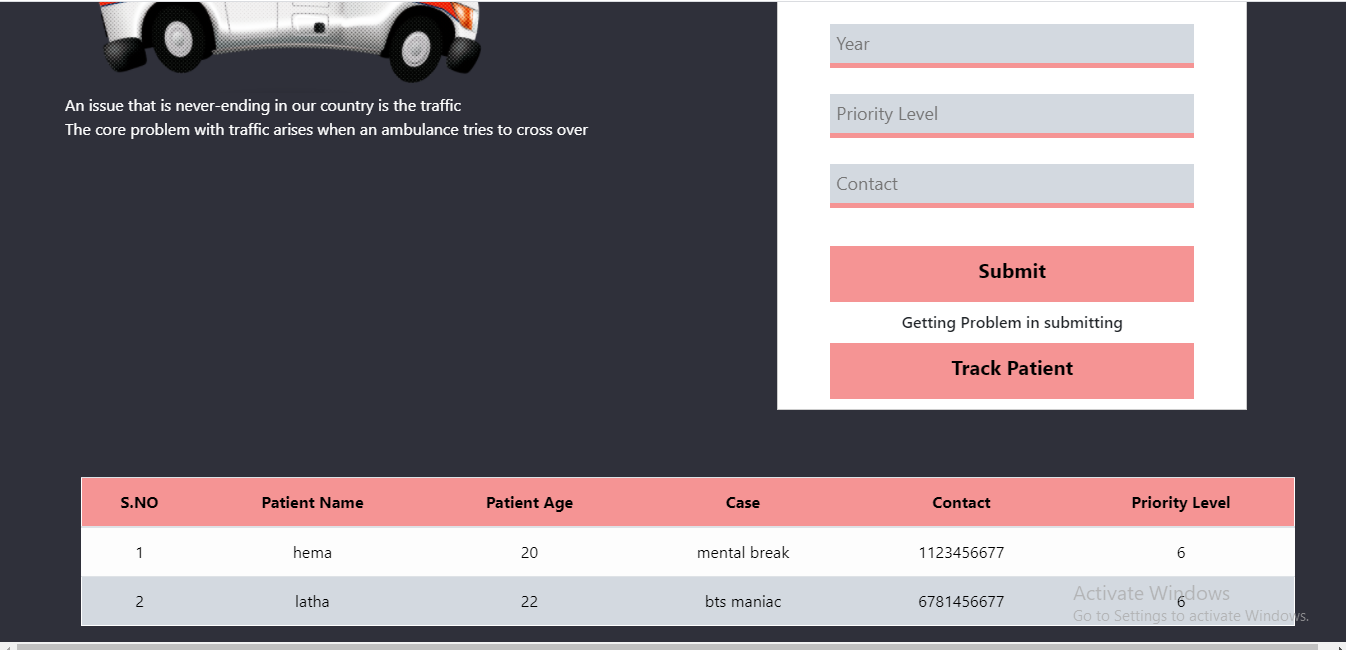 An issue that is never-ending in our country is the traffic
The core problem with traffic arises when an ambulance tries to cross over
Year
Priority Level
Contact
Submit
Getting Problem in submitting
Track Patient
S.NO Patient Name Patient Age Case Contact Priority Level
1 hema 20 mental break 1123456677 6
2 latha 22 bts maniac 6781456677 6
Activate Windows
Go to Settings to activate Windows.